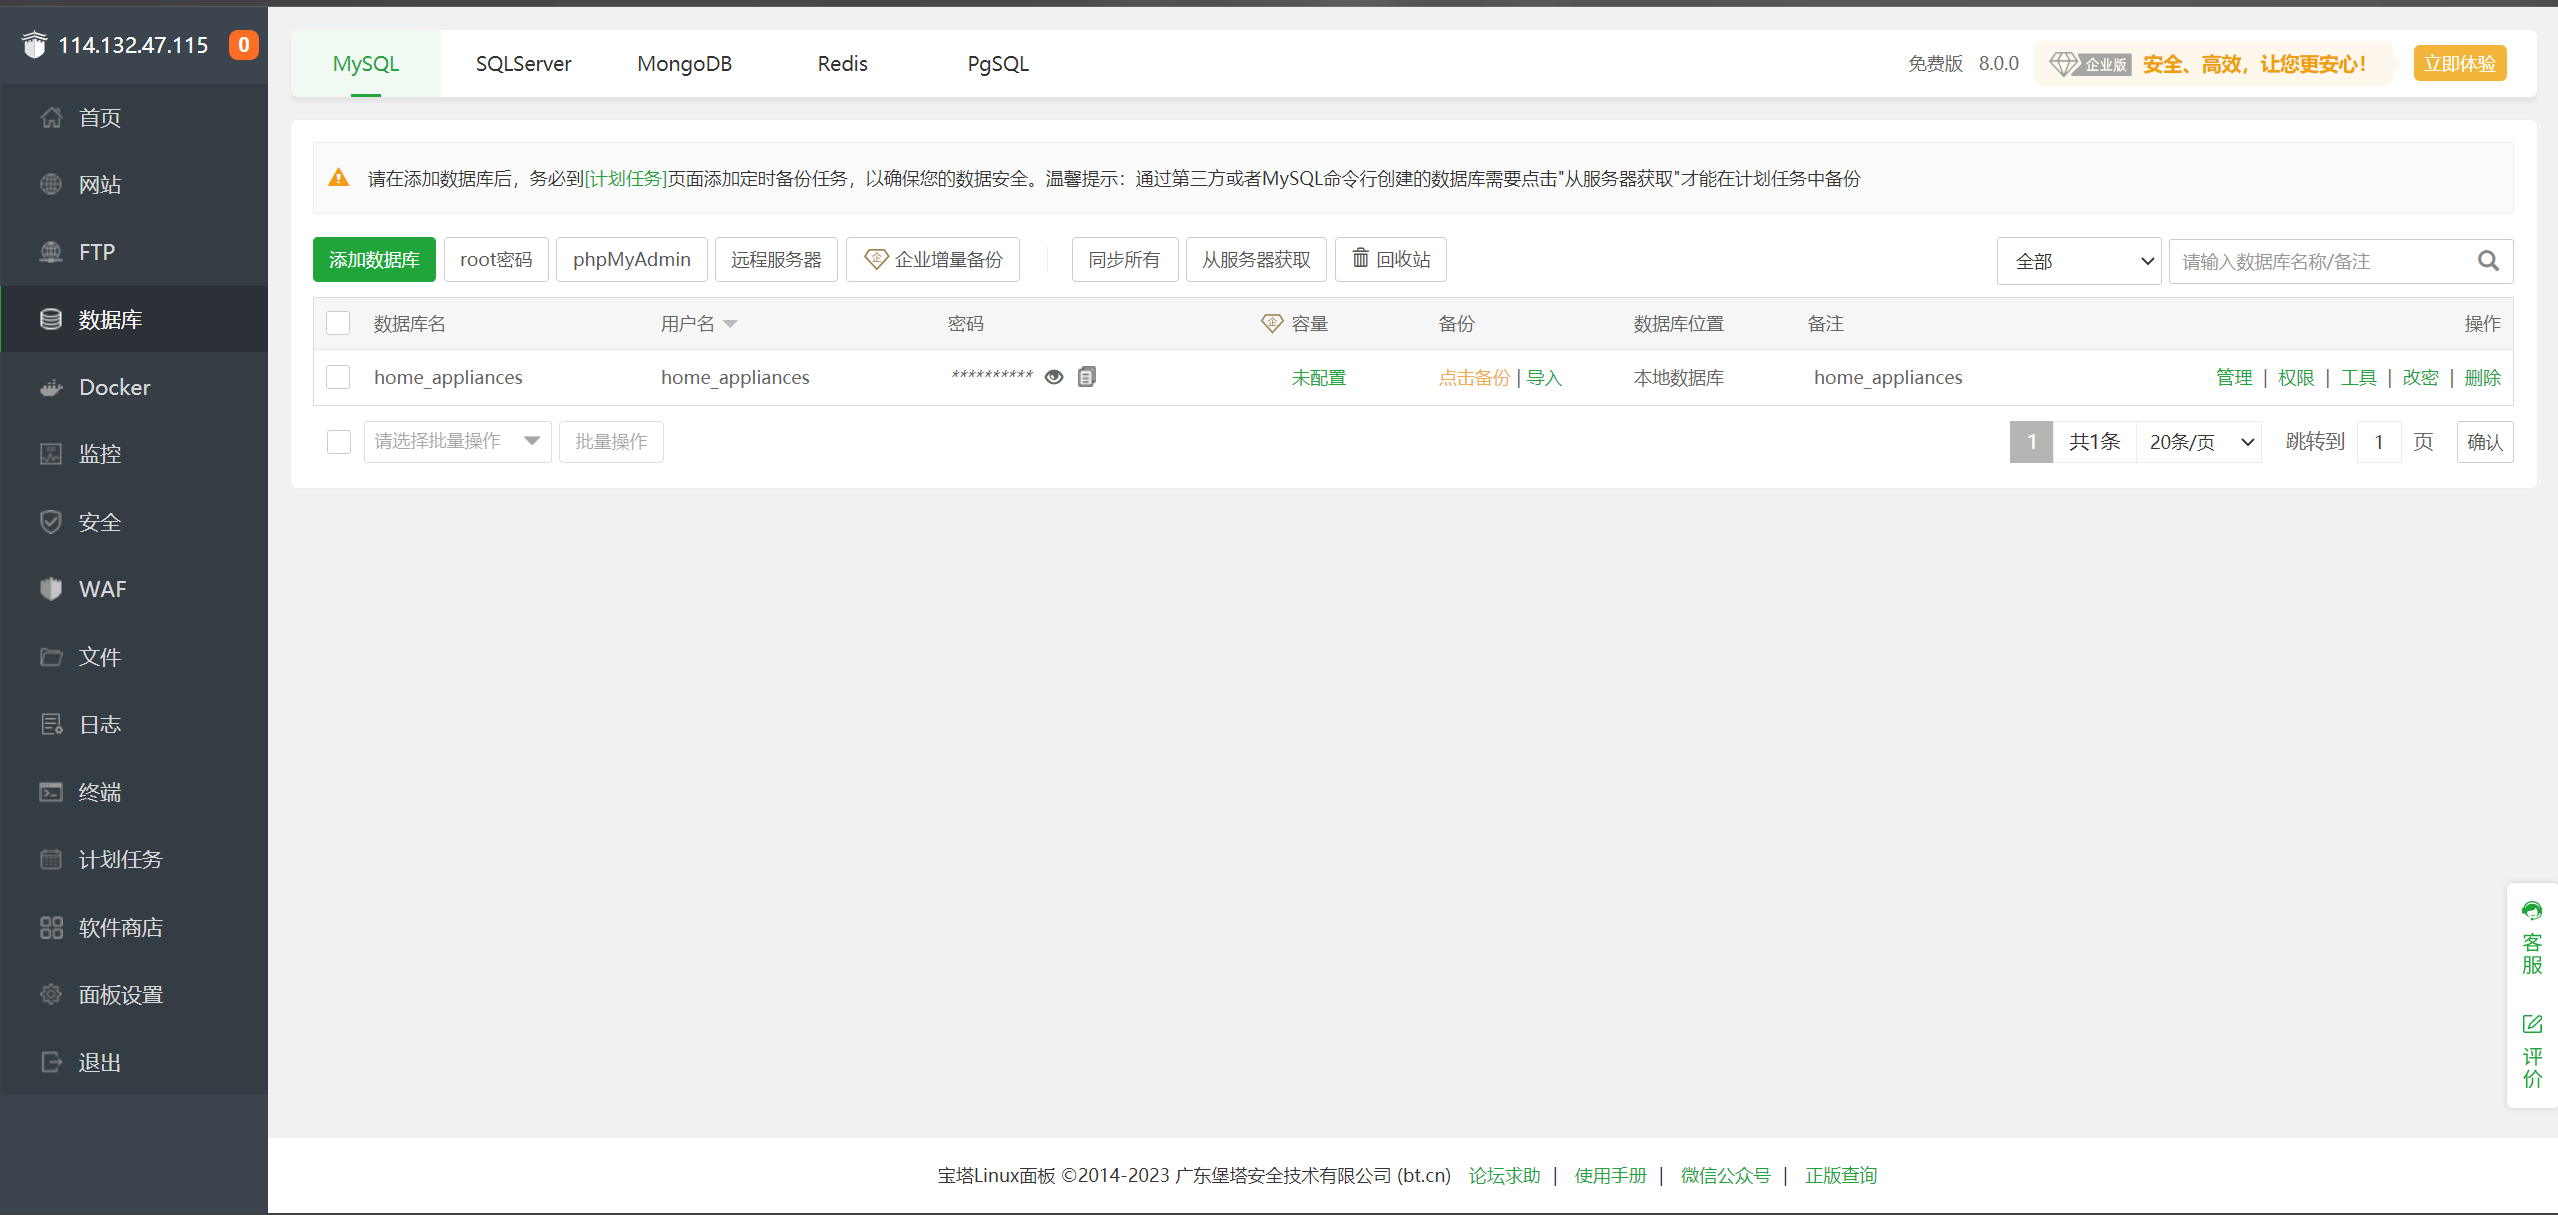 114.132.47.115 0
首页
网站
FTP
数据库
Docker
监控
安全
WAF
文件
日志
终端
计划任务
软件商店
面板设置
退出
MySQL SQLServer MongoDB Redis PgSQL 免费版 8.0.0 企业版 安全、高效，让您更安心！ 立即体验
请在添加数据库后，务必到[计划任务]页面添加定时备份任务，以确保您的数据安全。温馨提示：通过第三方或者MySQL命令行创建的数据库需要点击"从服务器获取"才能在计划任务中备份
添加数据库 root密码 phpMyAdmin 远程服务器 企 企业增量备份 同步所有 从服务器获取 回收站 全部 请输入数据库名称/备注
数据库名 用户名 密码 企 容量 备份 数据库位置 备注 操作
home_appliances home_appliances ********** 未配置 点击备份 | 导入 本地数据库 home_appliances 管理 | 权限 | 工具 | 改密 | 删除
请选择批量操作 批量操作 1 共1条 20条/页 跳转到 1 页 确认
客服
评价
宝塔Linux面板 ©2014-2023 广东堡塔安全技术有限公司 (bt.cn) 论坛求助 | 使用手册 | 微信公众号 | 正版查询